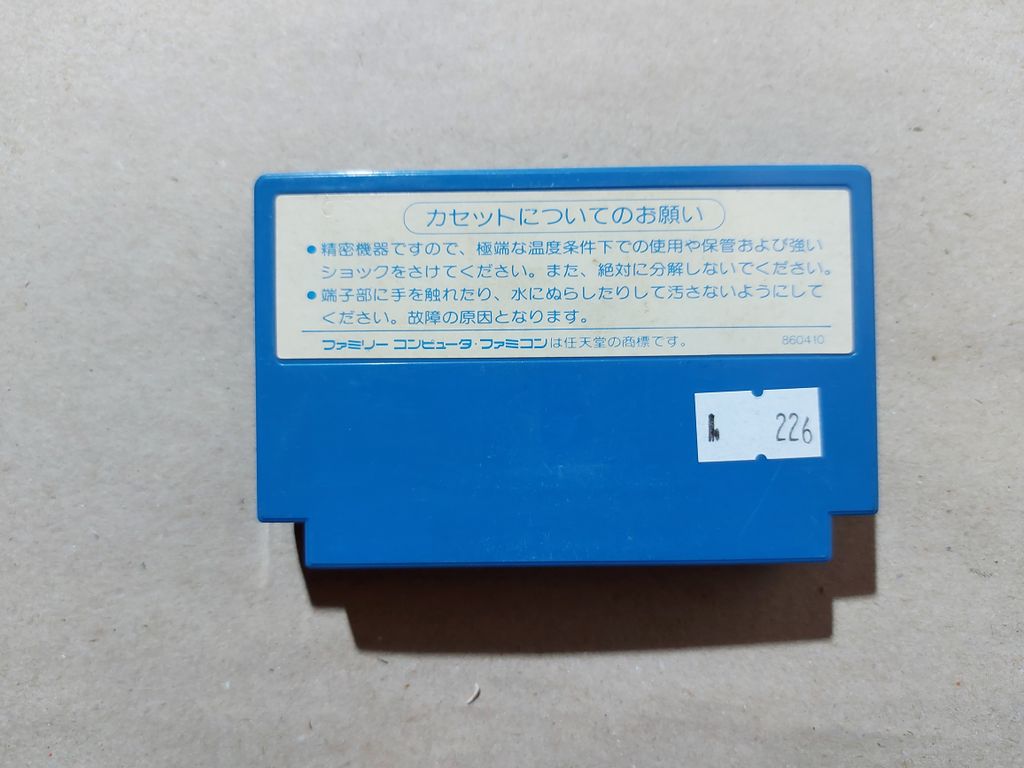 カセットについてのお願い
●精密機器ですので、極端な温度条件下での使用や保管および強い
ショックをさけてください。また、絶対に分解しないでください。
●端子部に手を触れたり、水にぬらしたりして汚さないようにして
ください。故障の原因となります。
ファミリー コンピュータ・ファミコンは任天堂の商標です。 860410
226